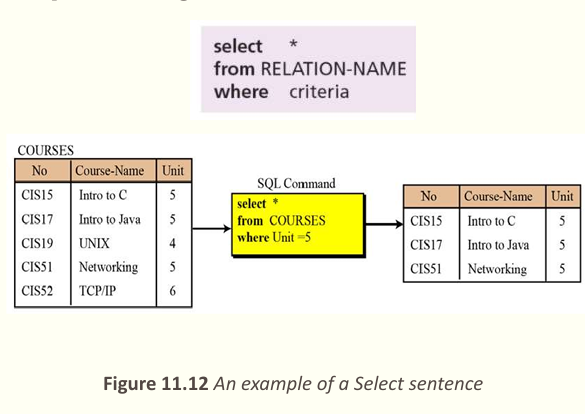 select *
from RELATION-NAME
where criteria
COURSES
No Course-Name Unit
CIS15 Intro to C 5
CIS17 Intro to Java 5
CIS19 UNIX 4
CIS51 Networking 5
CIS52 TCP/IP 6
SQL Command
select *
from COURSES
where Unit =5
No Course-Name Unit
CIS15 Intro to C 5
CIS17 Intro to Java 5
CIS51 Networking 5
Figure 11.12 An example of a Select sentence